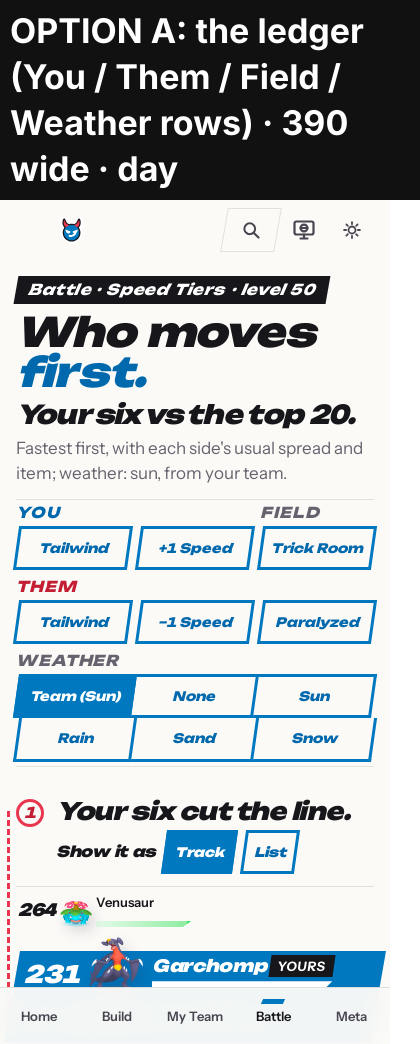 OPTION A: the ledger
(You / Them / Field /
Weather rows) · 390
wide · day
Battle · Speed Tiers · level 50
Who moves
first.
Your six vs the top 20.
Fastest first, with each side's usual spread and
item; weather: sun, from your team.
YOU FIELD
Tailwind +1 Speed Trick Room
THEM
Tailwind −1 Speed Paralyzed
WEATHER
Team (Sun) None Sun
Rain Sand Snow
1 Your six cut the line.
Show it as Track List
264 Venusaur
231 Garchomp YOURS
Home Build My Team Battle Meta